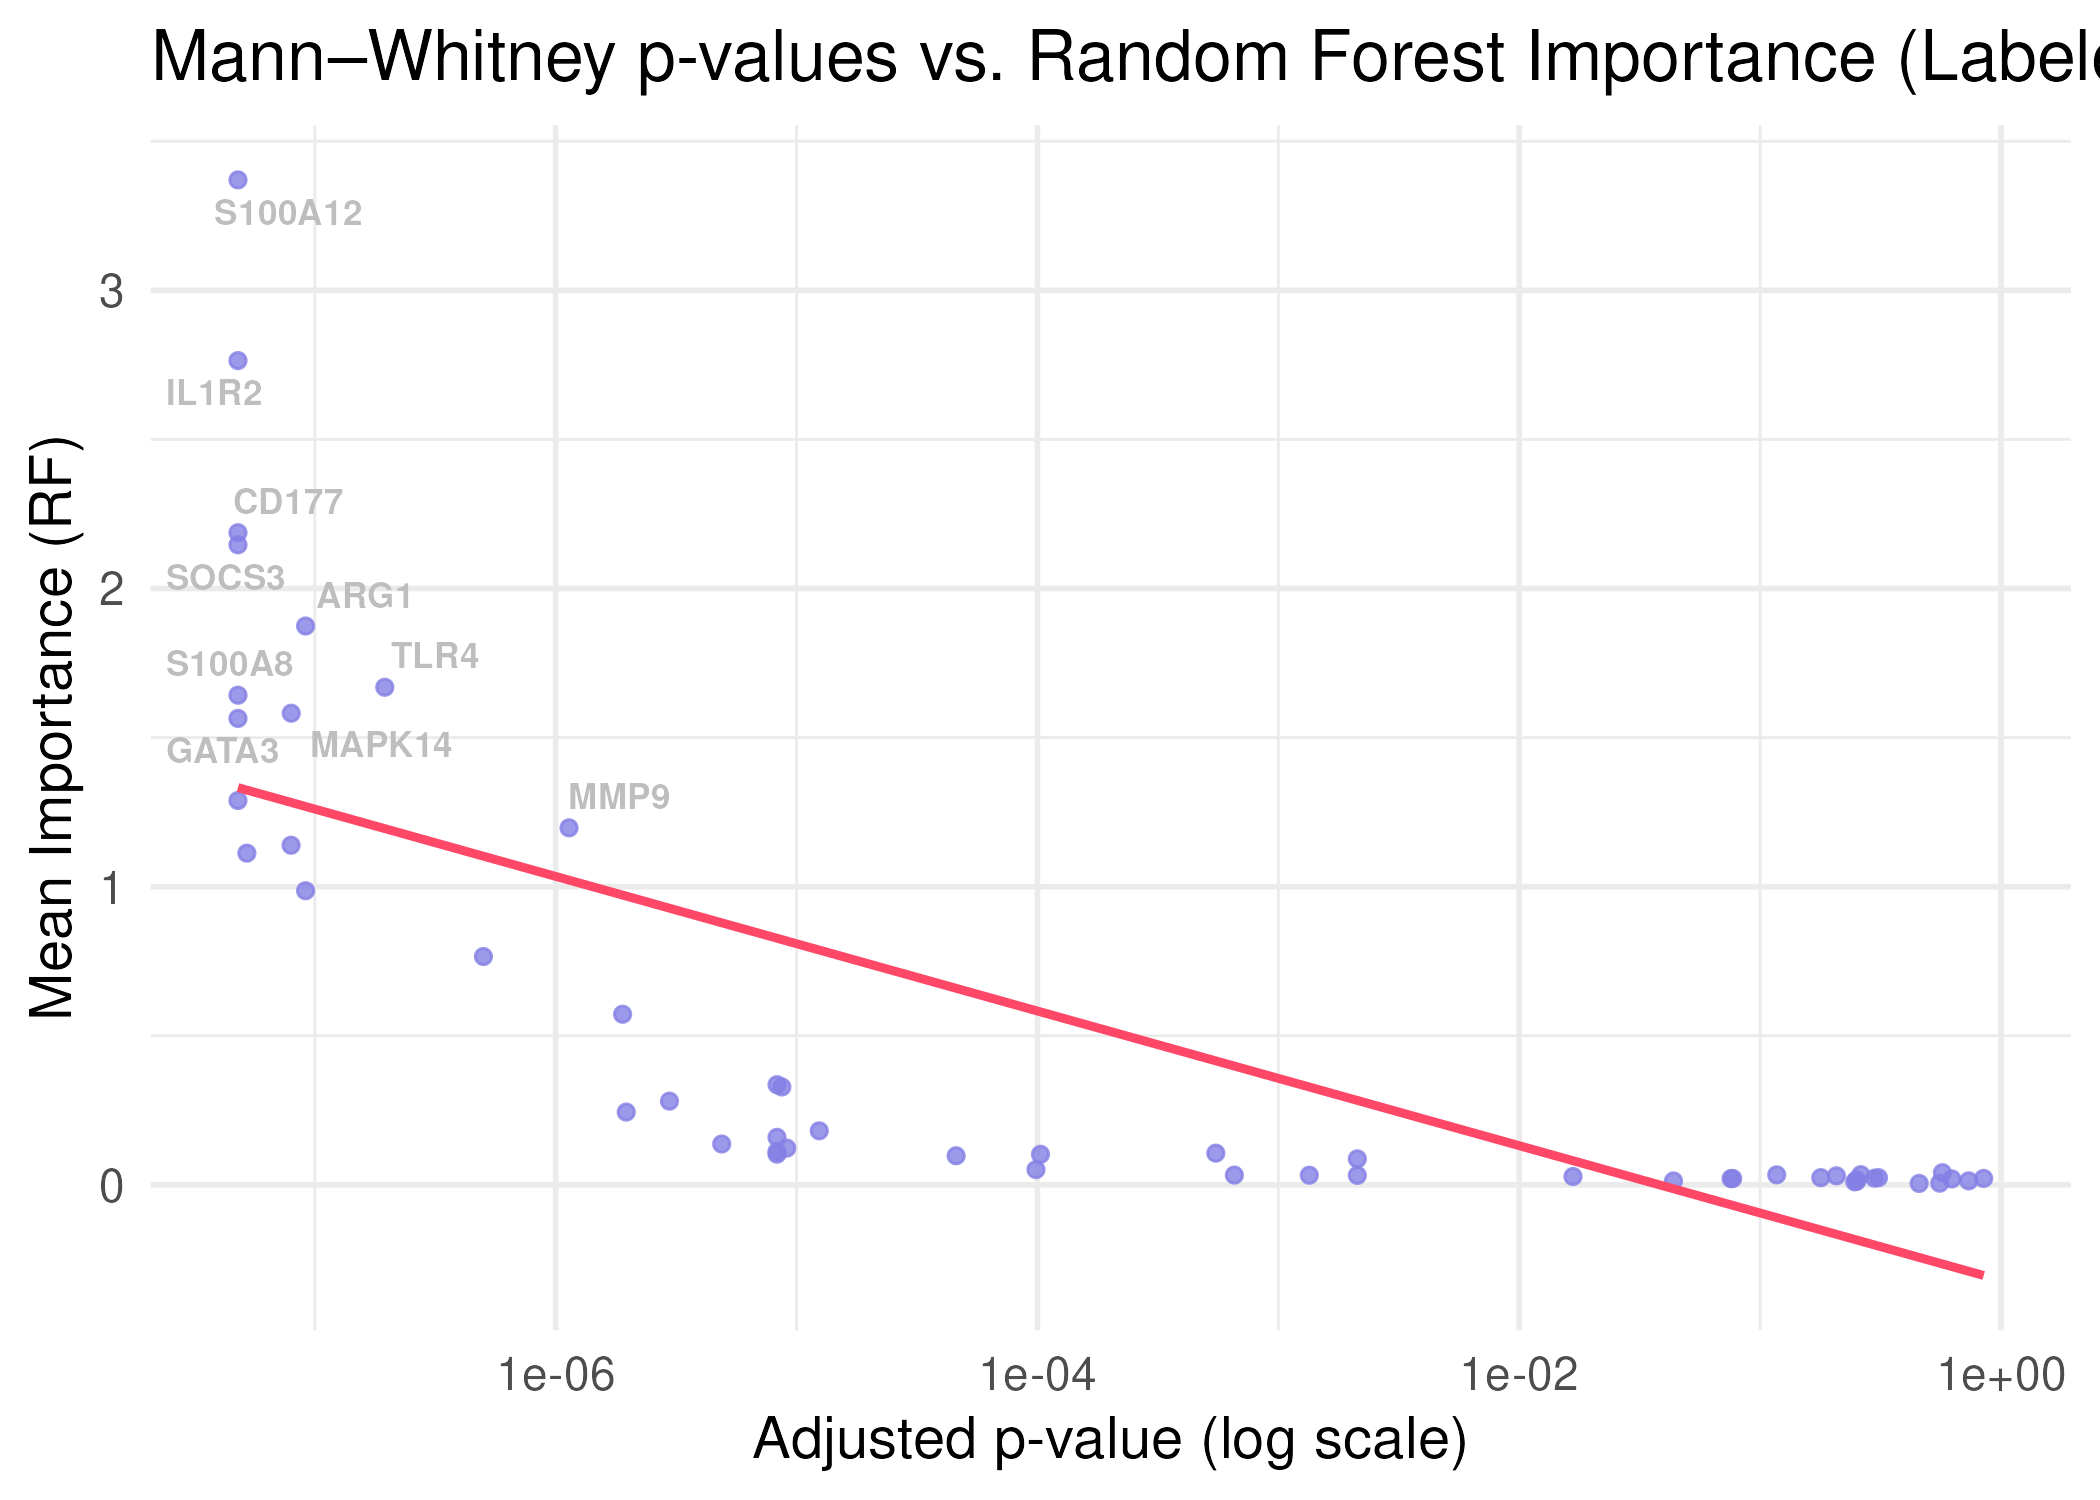 Mann–Whitney p-values vs. Random Forest Importance
S100A12
IL1R2
CD177
SOCS3
ARG1
S100A8
TLR4
GATA3
MAPK14
MMP9
Mean Importance (RF)
3
2
1
0
1e-06
1e-04
1e-02
1e+00
Adjusted p-value (log scale)